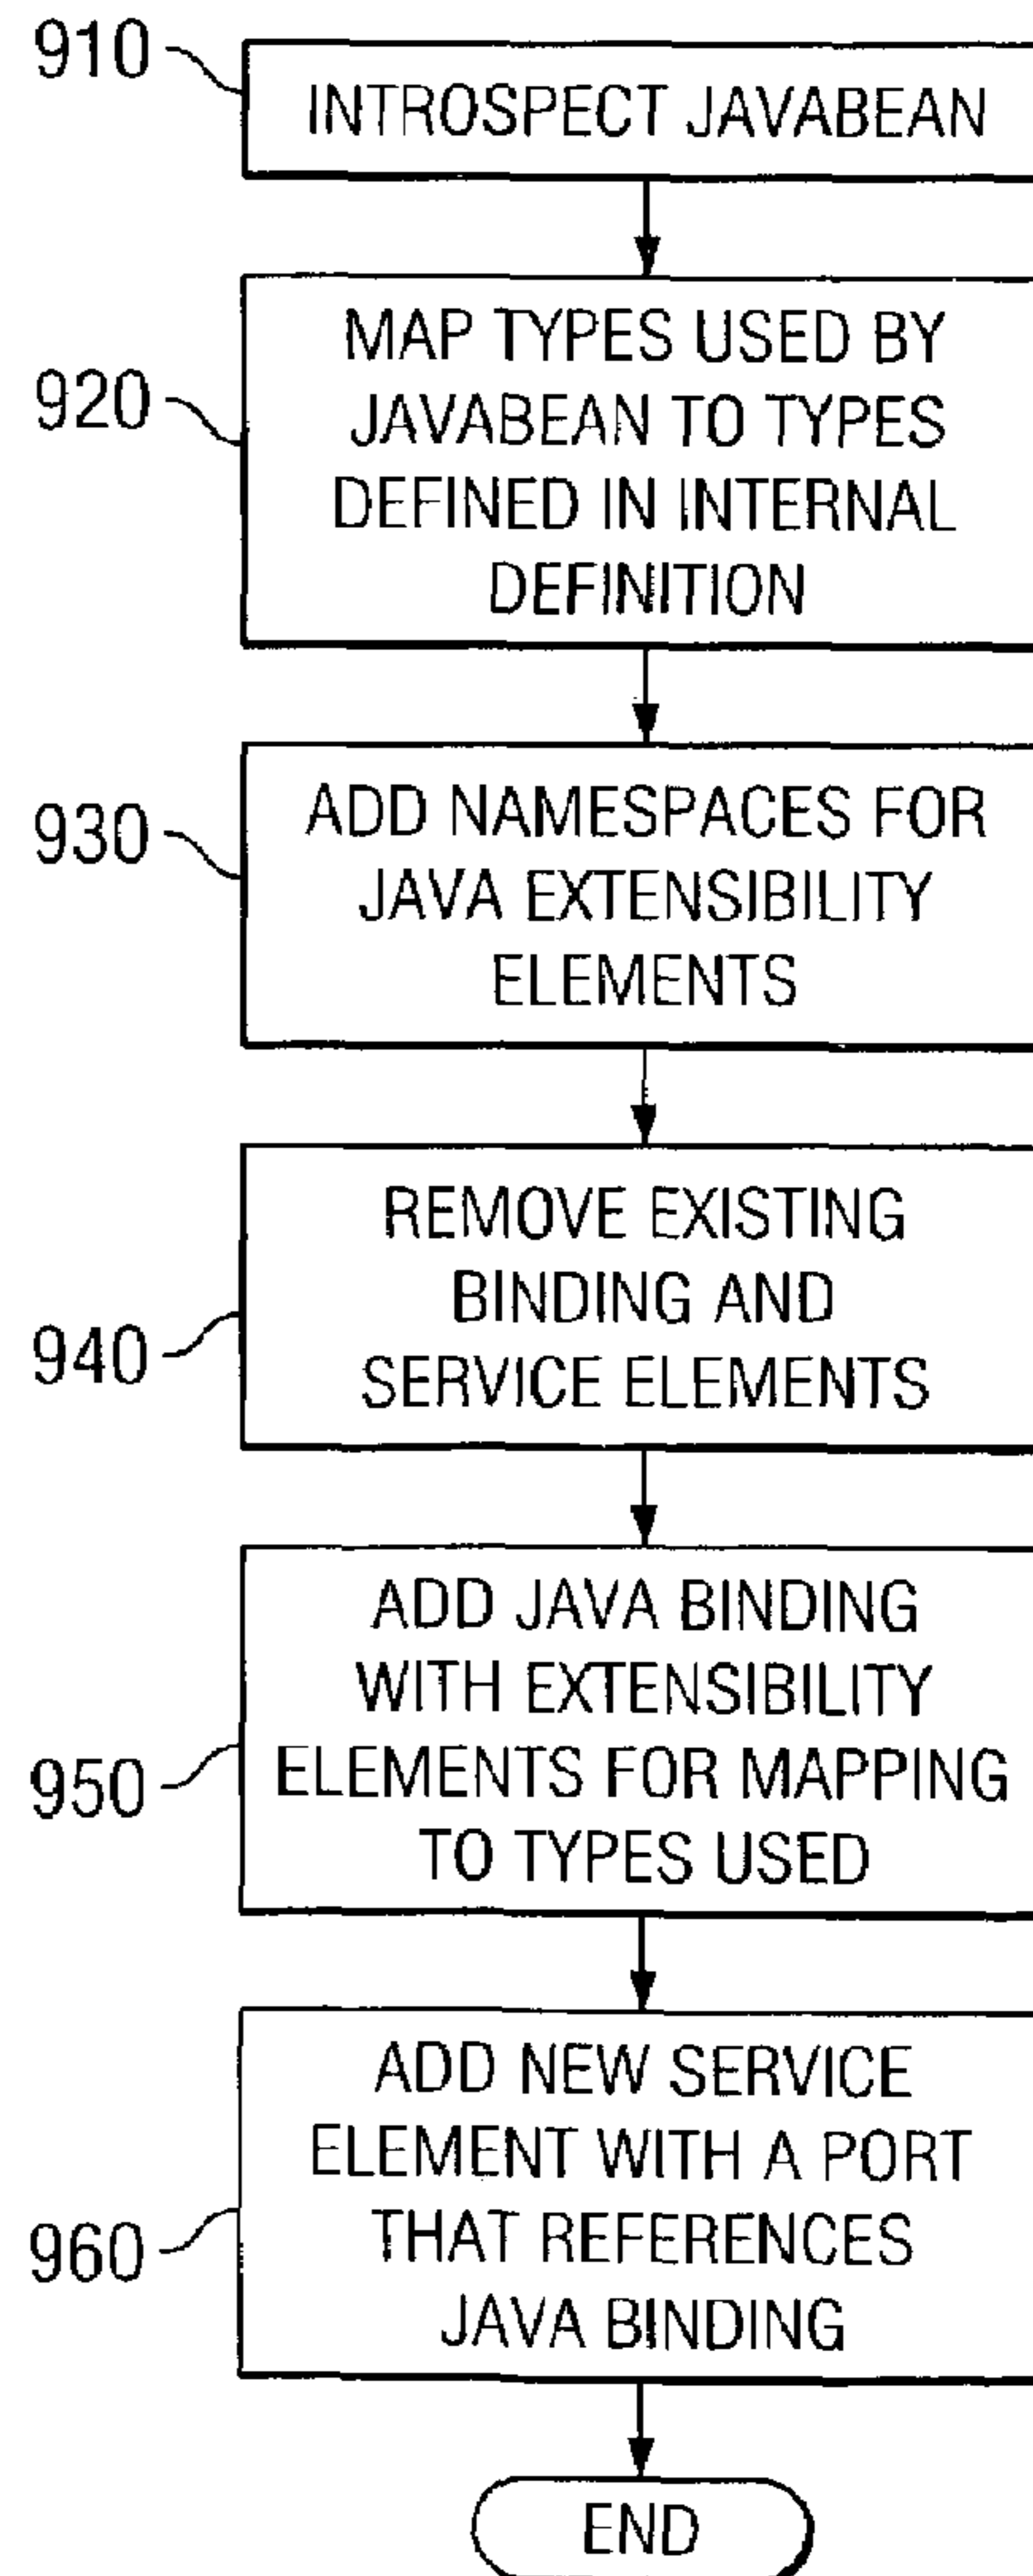 910
INTROSPECT JAVABEAN
920
MAP TYPES USED BY
JAVABEAN TO TYPES
DEFINED IN INTERNAL
DEFINITION
930
ADD NAMESPACES FOR
JAVA EXTENSIBILITY
ELEMENTS
940
REMOVE EXISTING
BINDING AND
SERVICE ELEMENTS
950
ADD JAVA BINDING
WITH EXTENSIBILITY
ELEMENTS FOR MAPPING
TO TYPES USED
960
ADD NEW SERVICE
ELEMENT WITH A PORT
THAT REFERENCES
JAVA BINDING
END